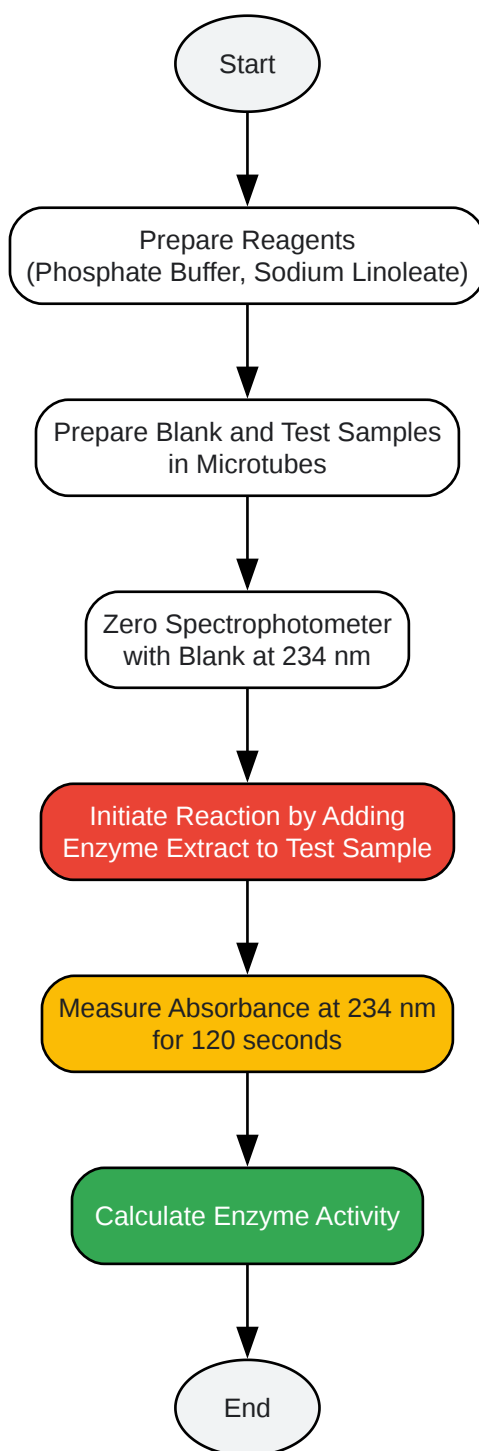 Start
Prepare Reagents
(Phosphate Buffer, Sodium Linoleate)
Prepare Blank and Test Samples
in Microtubes
Zero Spectrophotometer
with Blank at 234 nm
Initiate Reaction by Adding
Enzyme Extract to Test Sample
Measure Absorbance at 234 nm
for 120 seconds
Calculate Enzyme Activity
End